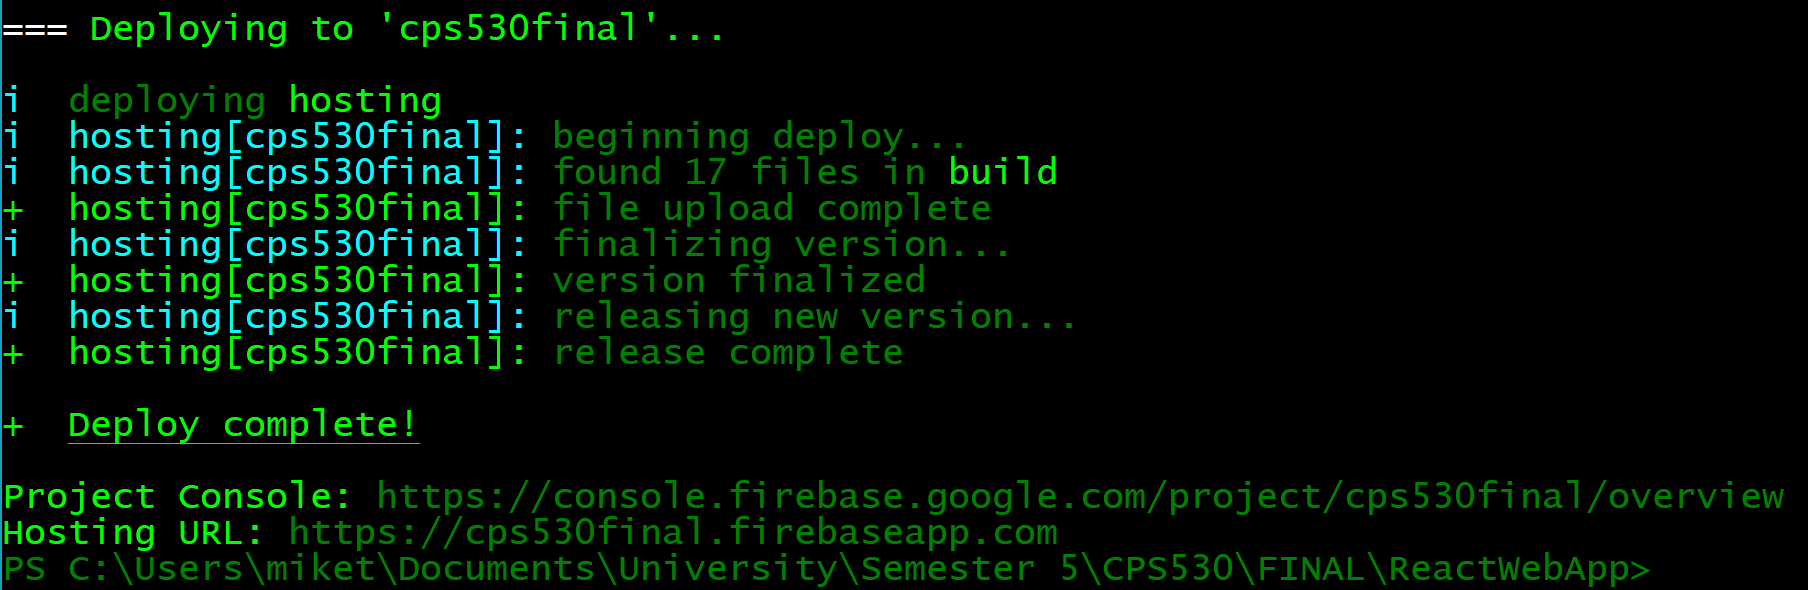 === Deploying to 'cps530final'...
i  deploying hosting
i  hosting[cps530final]: beginning deploy...
i  hosting[cps530final]: found 17 files in build
+  hosting[cps530final]: file upload complete
i  hosting[cps530final]: finalizing version...
+  hosting[cps530final]: version finalized
i  hosting[cps530final]: releasing new version...
+  hosting[cps530final]: release complete
+  Deploy complete!
Project Console: https://console.firebase.google.com/project/cps530final/overview
Hosting URL: https://cps530final.firebaseapp.com
PS C:\Users\miket\Documents\University\Semester 5\CPS530\FINAL\ReactWebApp>